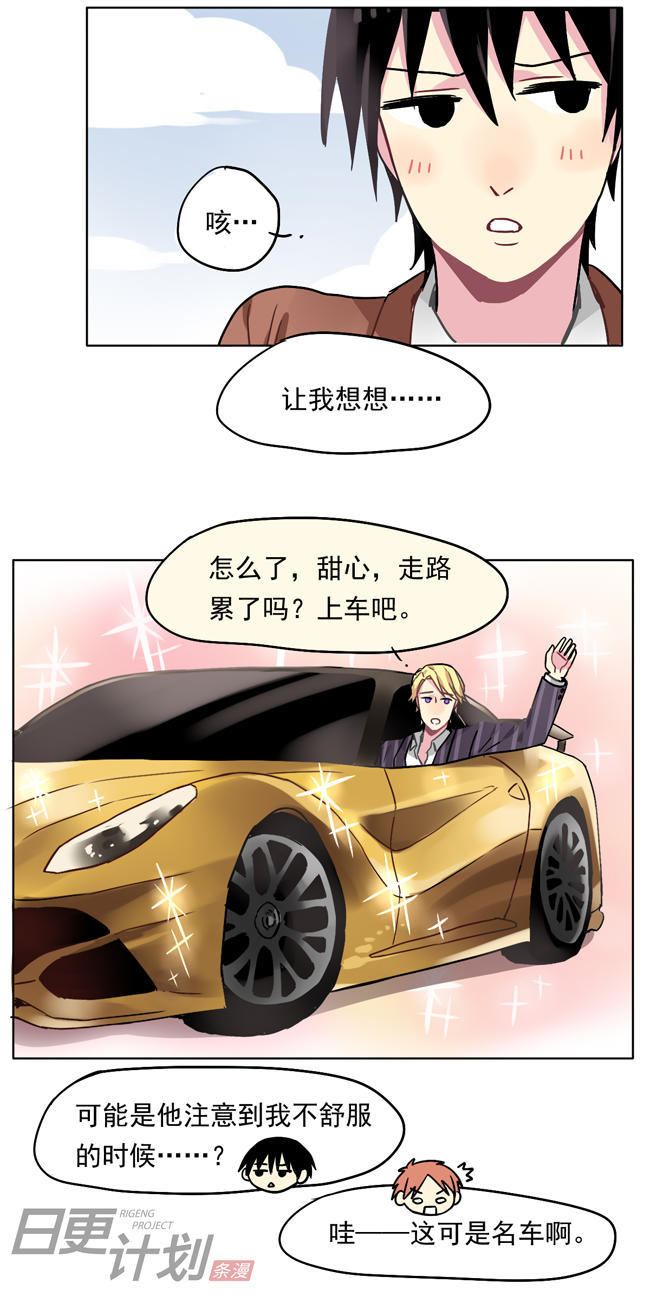 咳…
让我想想……
怎么了，甜心，走路
累了吗？上车吧。
可能是他注意到我不舒服
的时候……？
哇——这可是名车啊。
日更计划
RIGENG
PROJECT
条漫